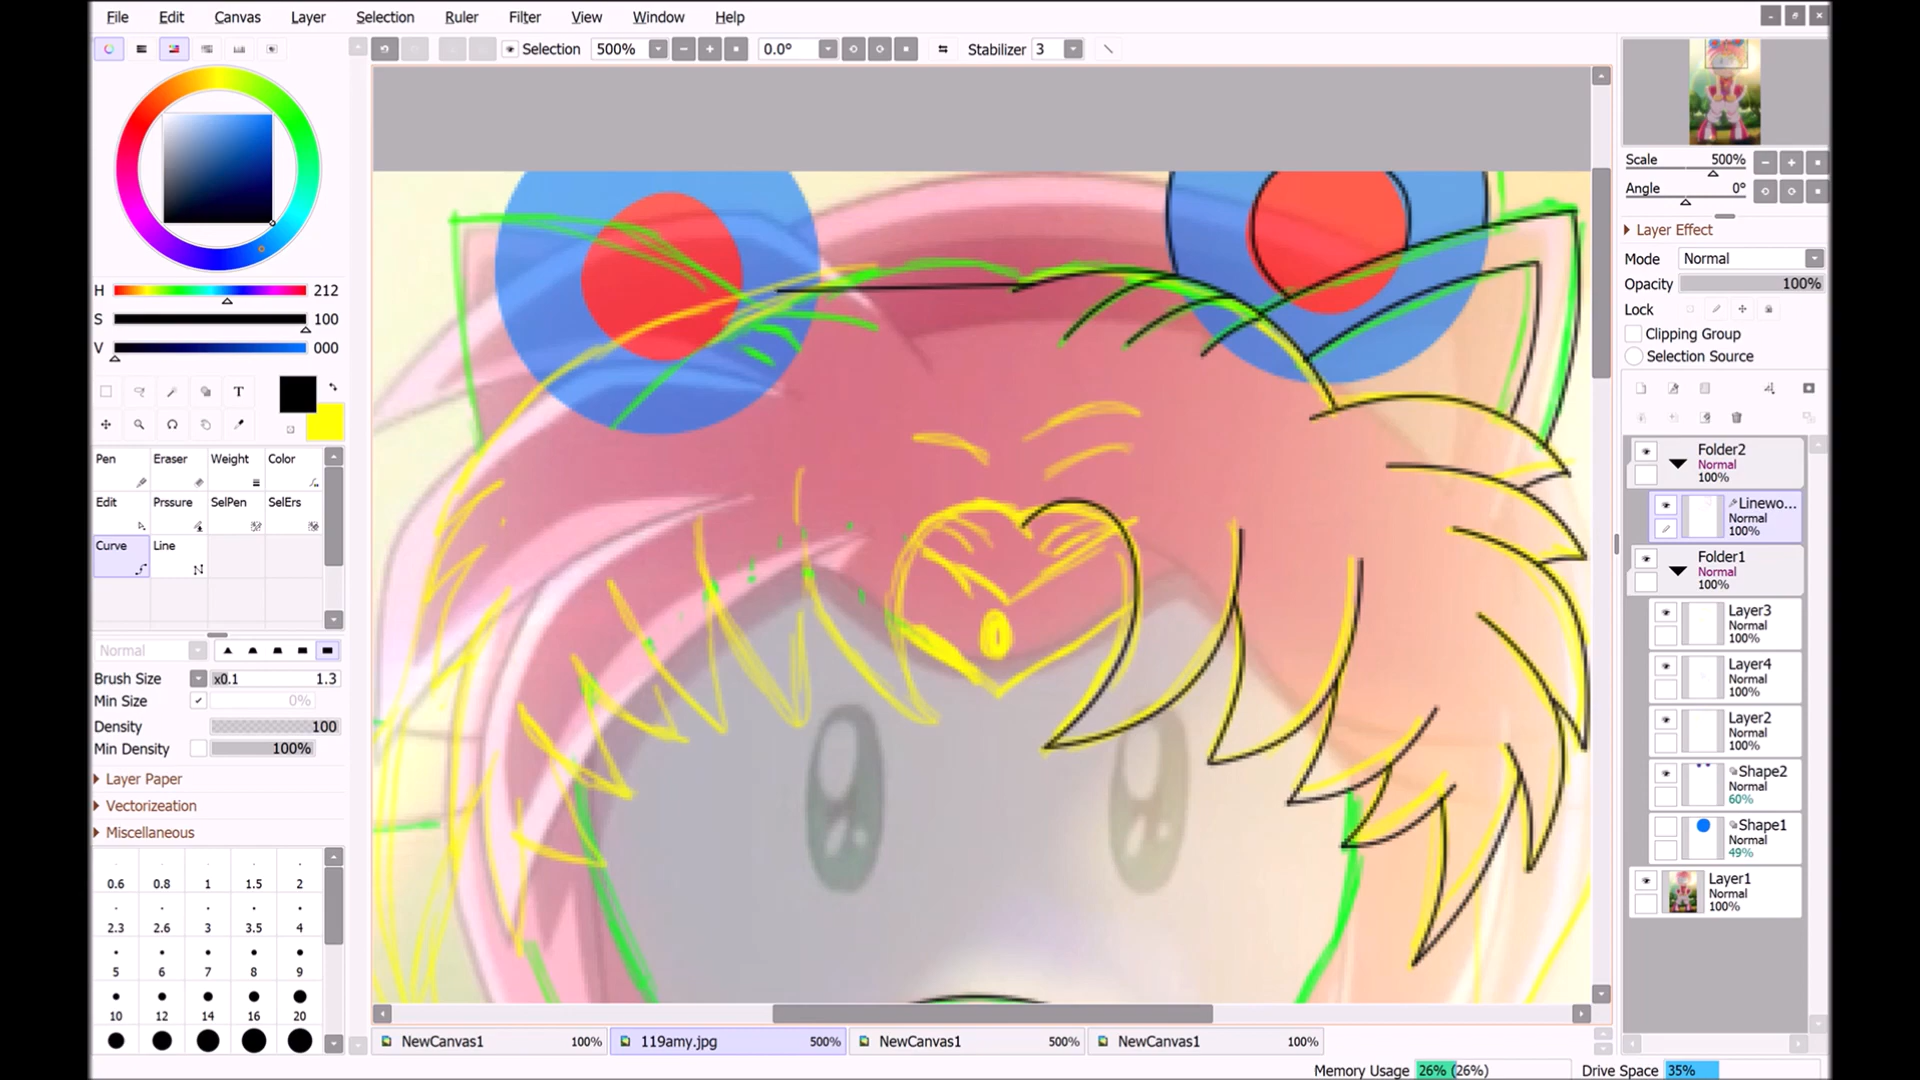 File Edit Canvas Layer Selection Ruler Filter View Window Help
Selection 500% 0.0° Stabilizer 3
H 212
S 100
V 000
T
Pen Eraser Weight Color
Edit Prssure SelPen SelErs
Curve Line
Normal
Brush Size x0.1 1.3
Min Size 0%
Density 100
Min Density 100%
Layer Paper
Vectorization
Miscellaneous
0.6 0.8 1 1.5 2
2.3 2.6 3 3.5 4
5 6 7 8 9
10 12 14 16 20
Scale 500%
Angle 0°
Layer Effect
Mode Normal
Opacity 100%
Lock
Clipping Group
Selection Source
Folder2
Normal
100%
Linewo...
Normal
100%
Folder1
Normal
100%
Layer3
Normal
100%
Layer4
Normal
100%
Layer2
Normal
100%
Shape2
Normal
60%
Shape1
Normal
49%
Layer1
Normal
100%
NewCanvas1 100% 119amy.jpg 500% NewCanvas1 500% NewCanvas1 100%
Memory Usage 26% (26%) Drive Space 35%